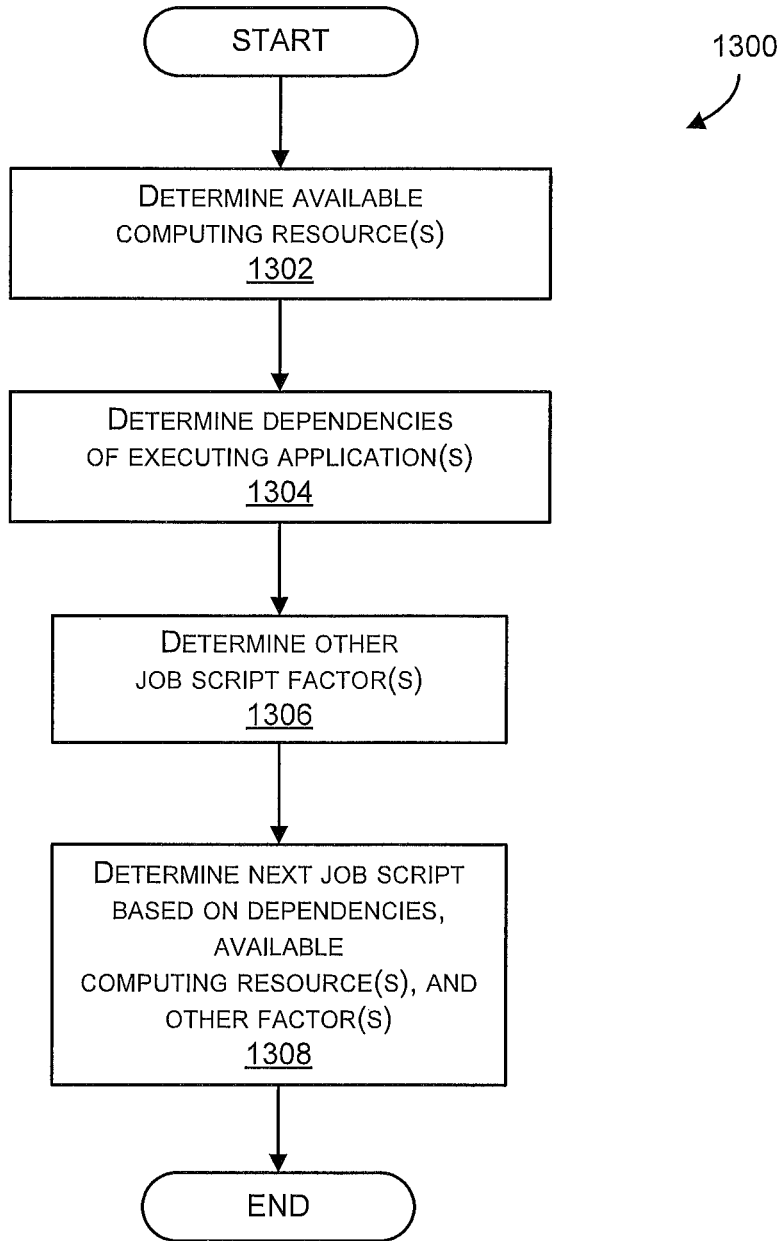 START
1300
DETERMINE AVAILABLE
COMPUTING RESOURCE(S)
1302
DETERMINE DEPENDENCIES
OF EXECUTING APPLICATION(S)
1304
DETERMINE OTHER
JOB SCRIPT FACTOR(S)
1306
DETERMINE NEXT JOB SCRIPT
BASED ON DEPENDENCIES,
AVAILABLE
COMPUTING RESOURCE(S), AND
OTHER FACTOR(S)
1308
END